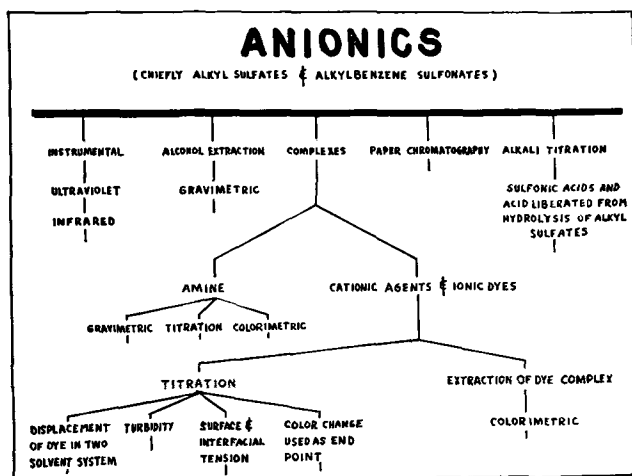 ANIONICS
(CHIEFLY ALKYL SULFATES & ALKYLBENZENE SULFONATES)
INSTRUMENTAL
ALCOHOL EXTRACTION
COMPLEXES
PAPER CHROMATOGRAPHY
ALKALI TITRATION
ULTRAVIOLET
INFRARED
GRAVIMETRIC
SULFONIC ACIDS AND
ACID LIBERATED FROM
HYDROLYSIS OF ALKYL
SULFATES
AMINE
CATIONIC AGENTS & IONIC DYES
GRAVIMETRIC
TITRATION
COLORIMETRIC
TITRATION
EXTRACTION OF DYE COMPLEX
DISPLACEMENT
OF DYE IN TWO
SOLVENT SYSTEM
TURBIDITY
SURFACE &
INTERFACIAL
TENSION
COLOR CHANGE
USED AS END
POINT
COLORIMETRIC